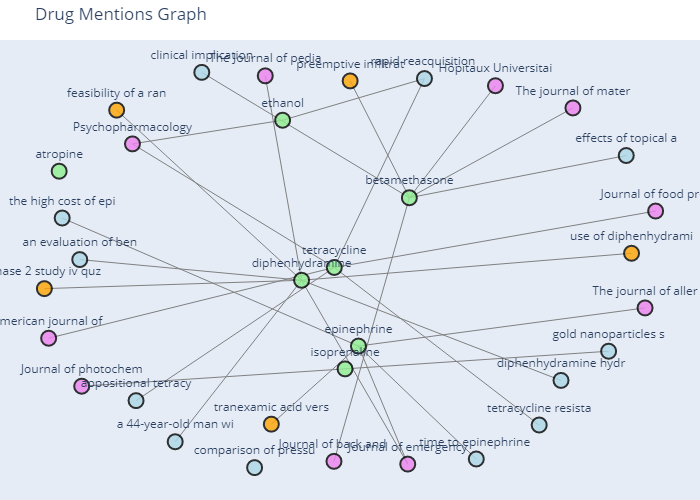 Drug Mentions Graph
clinical implication
The journal of pedia
preemptive infiltrat
rapid reacquisition
Hopitaux Universitai
feasibility of a ran
ethanol
The journal of mater
Psychopharmacology
effects of topical a
atropine
betamethasone
the high cost of epi
Journal of food pr
an evaluation of ben
tetracycline
use of diphenhydrami
diphenhydramine
hase 2 study iv quz
The journal of aller
merican journal of
epinephrine
gold nanoparticles s
isoprenaline
Journal of photochem
diphenhydramine hydr
appositional tetracy
tranexamic acid vers
tetracycline resista
a 44-year-old man wi
comparison of pressu
Journal of back and
Journal of emergency
time to epinephrine